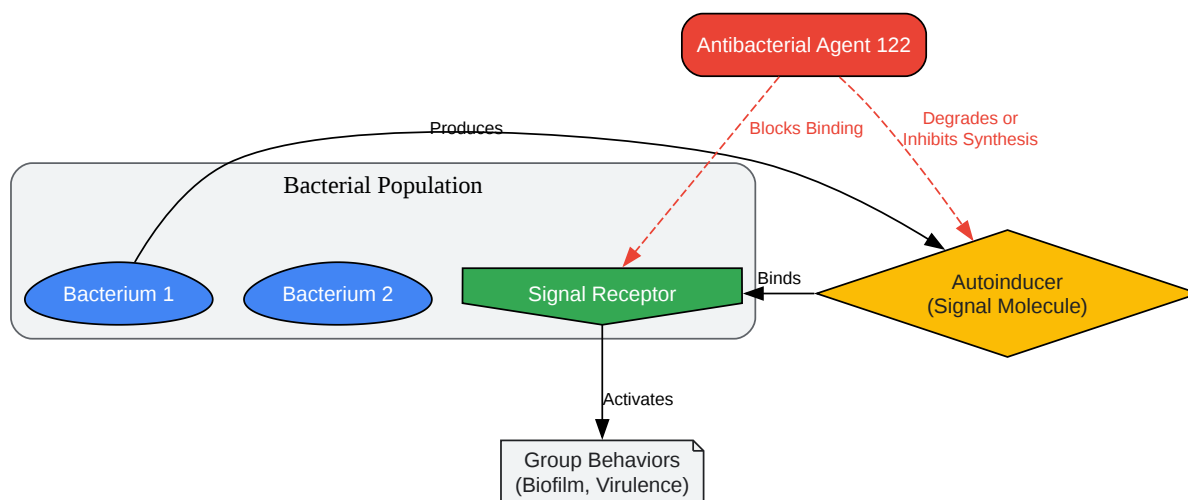 Antibacterial Agent 122
Produces
Blocks Binding
Degrades or
Inhibits Synthesis
Bacterial Population
Bacterium 1
Bacterium 2
Signal Receptor
Binds
Autoinducer
(Signal Molecule)
Activates
Group Behaviors
(Biofilm, Virulence)